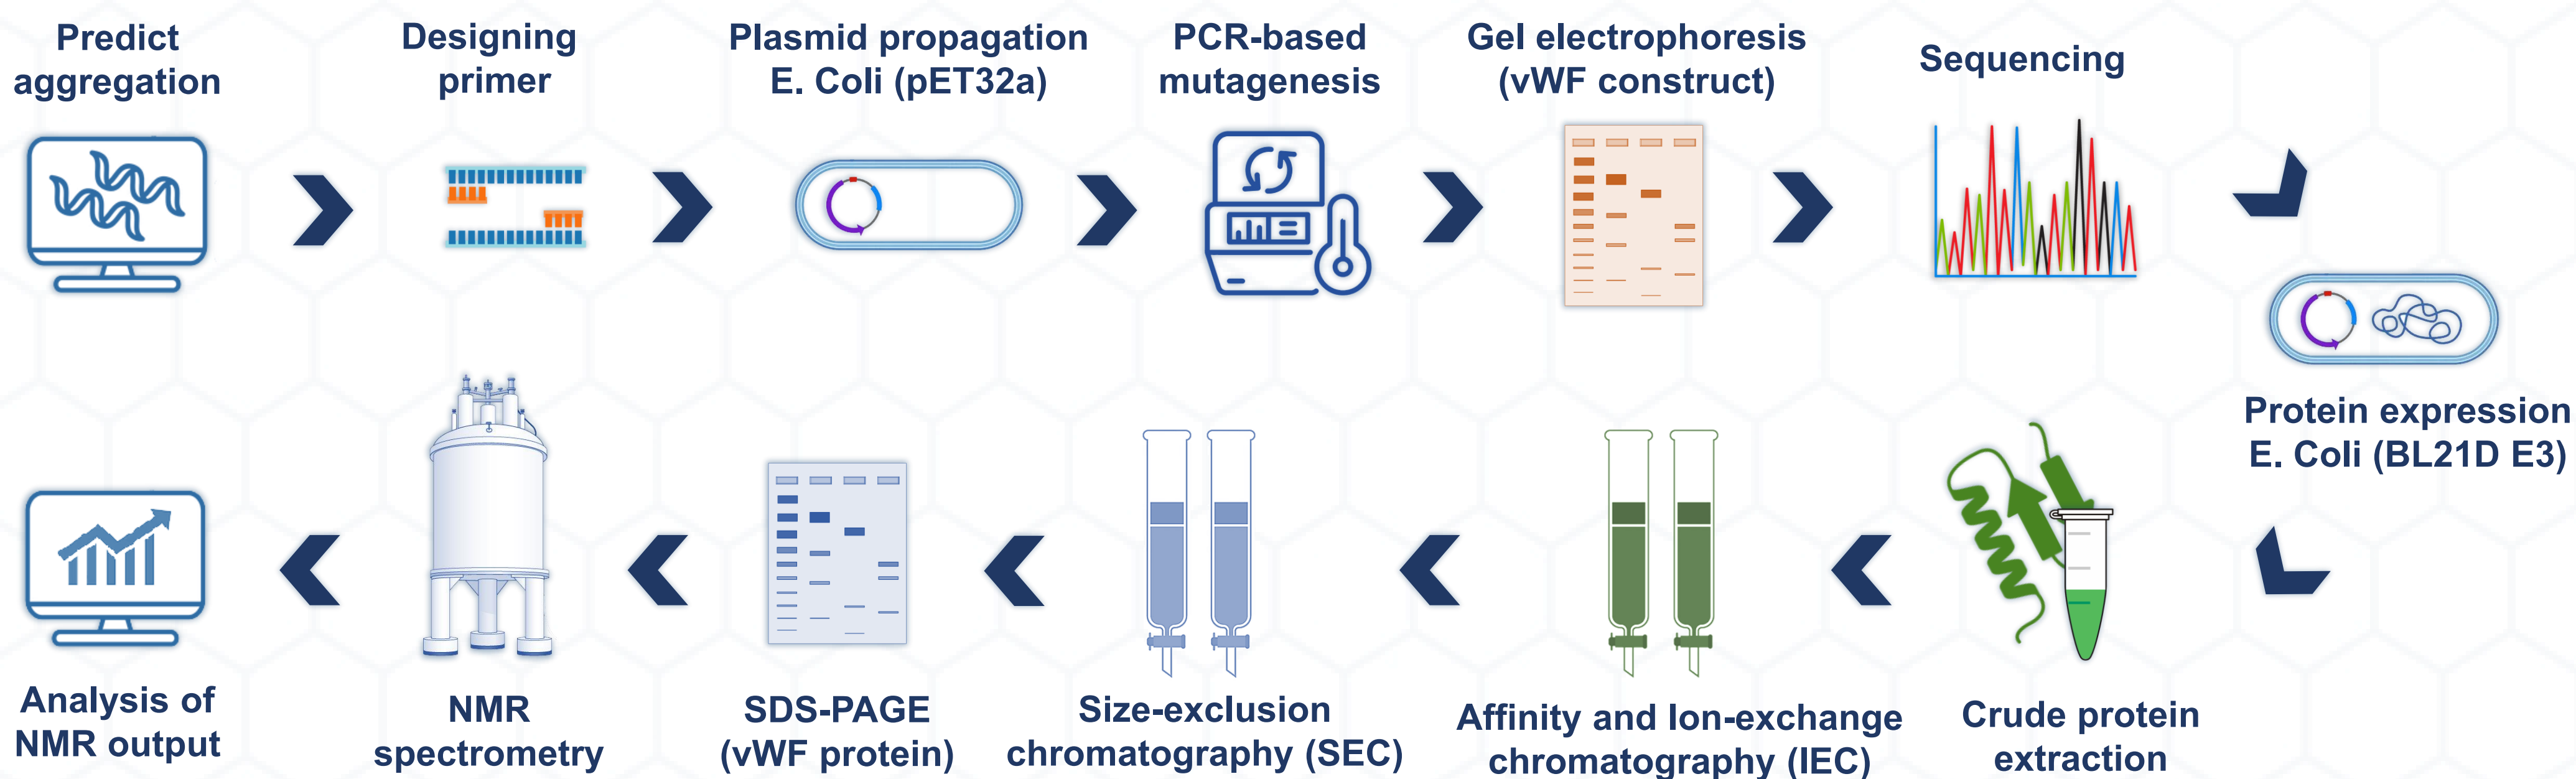 Predict
aggregation
Designing
primer
Plasmid propagation
E. Coli (pET32a)
PCR-based
mutagenesis
Gel electrophoresis
(vWF construct)
Sequencing
Protein expression
E. Coli (BL21D E3)
Crude protein
extraction
Affinity and Ion-exchange
chromatography (IEC)
Size-exclusion
chromatography (SEC)
SDS-PAGE
(vWF protein)
NMR
spectrometry
Analysis of
NMR output